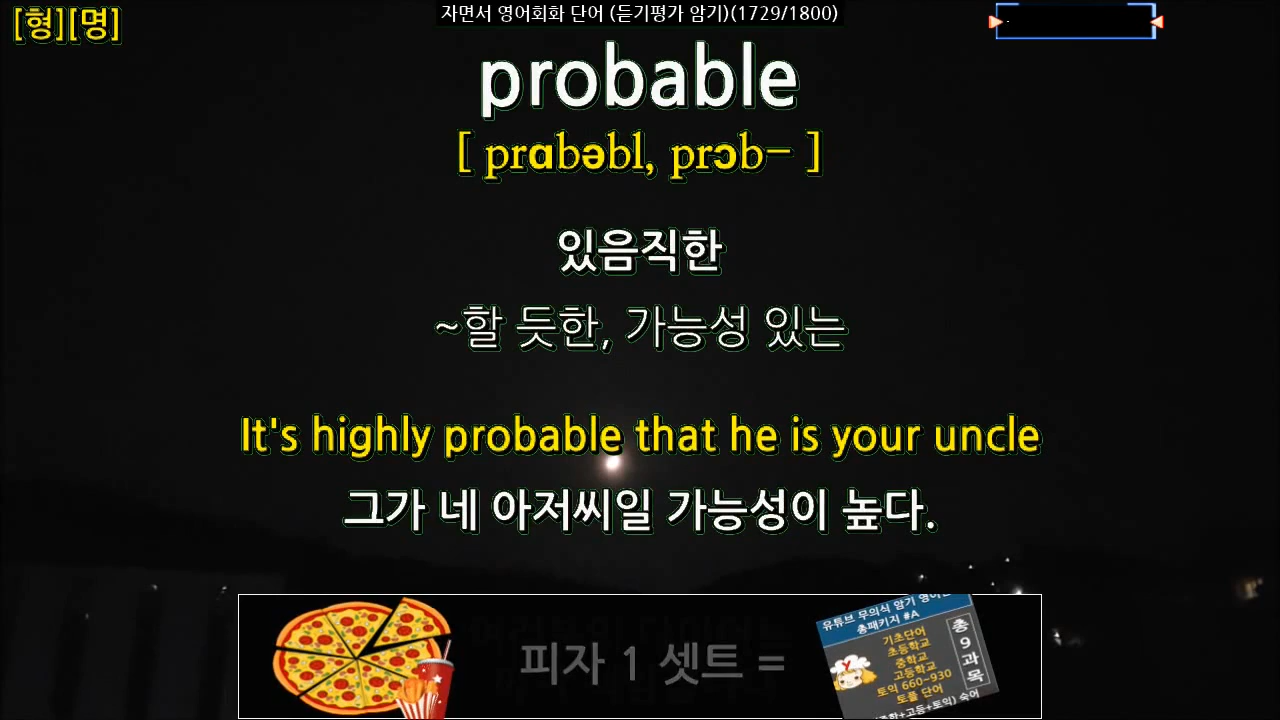 자면서 영어회화 단어 (듣기평가 암기)(1729/1800)
[형][명]
probable
[ prɑbəbl, prɔb- ]
있음직한
~할 듯한, 가능성 있는
It's highly probable that he is your uncle
그가 네 아저씨일 가능성이 높다.
피자 1 셋트 =
유튜브 무의식 암기
총패키지 #A
기초단어
초등학교
중학교
고등학교
토익 660~930
토플 단어
총
9
과
목
+고등+토익) 숙어